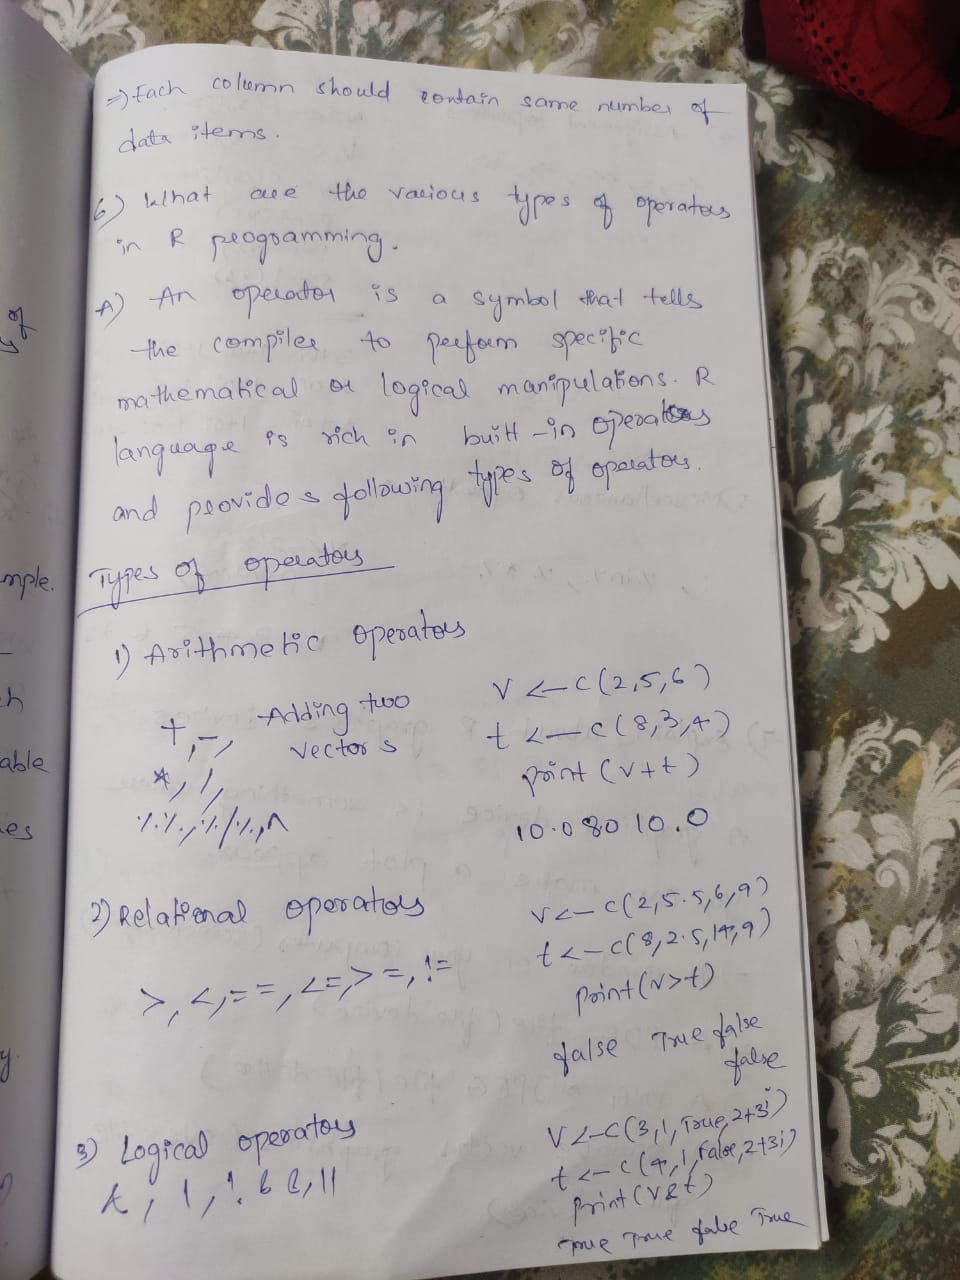 => Each column should contain same number of
data items.
6) What are the various types of operators
in R programming.
A) An operator is a symbol that tells
the compiler to perform specific
mathematical or logical manipulations. R
language is rich in built-in operators
and provides following types of operators.
Types of operators
1) Arithmetic operators
+, -, Adding two
vectors
*, /,
%%, %/%, ^
v <- c(2,5,6)
t <- c(8,3,4)
print (v+t)
10.0 80 10.0
2) Relational operators
>, <, ==, <=, >=, !=
v <- c(2,5.5,6,9)
t <- c(8,2.5,14,9)
print(v>t)
false True false
false
3) Logical operators
&, |, !, &&, ||
v <- c(3,1,True,2+3i)
t <- c(4,1,false,2+3i)
print(v&t)
True True false True
of
mple.
able
es
y.